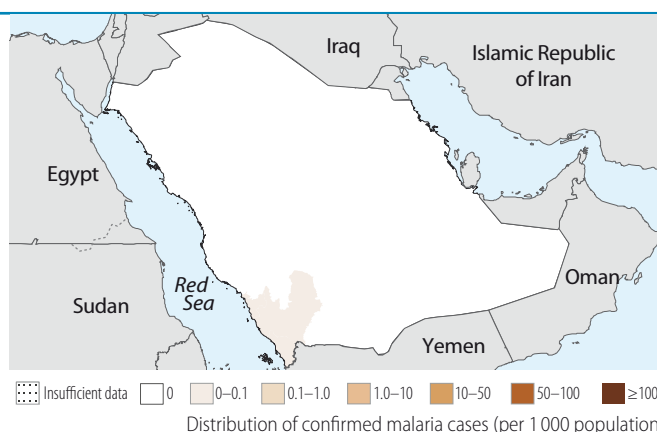 Iraq
Islamic Republic
of Iran
Egypt
Red
Sea
Oman
Sudan
Yemen
Insufficient data 0 0–0.1 0.1–1.0 1.0–10 10–50 50–100 ≥100
Distribution of confirmed malaria cases (per 1 000 population